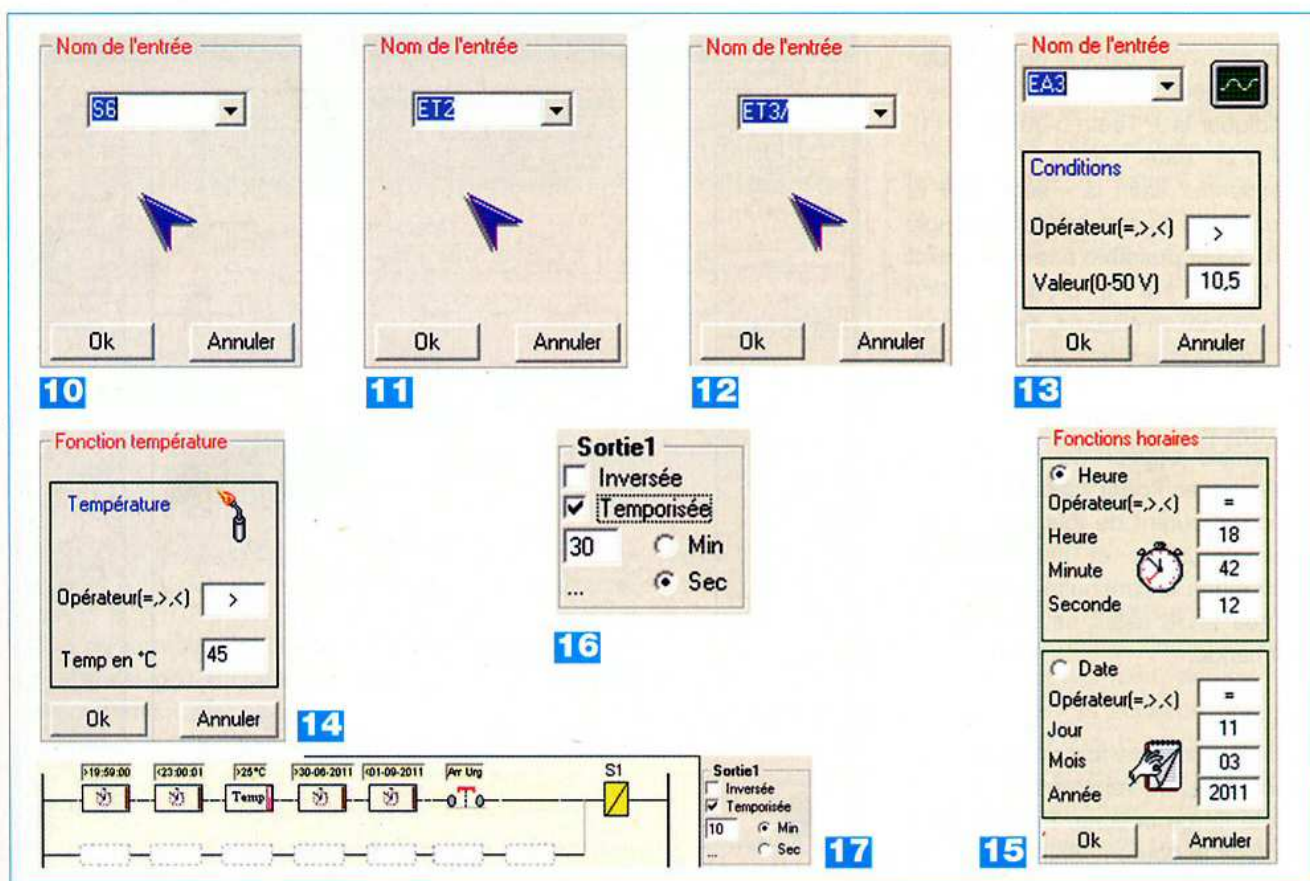 Nom de l'entrée
S6
Ok Annuler
10
Nom de l'entrée
ET2
Ok Annuler
11
Nom de l'entrée
ET3/
Ok Annuler
12
Nom de l'entrée
EA3
Conditions
Opérateur(=,>,<) >
Valeur(0-50 V) 10,5
Ok Annuler
13
Fonction température
Température
Opérateur(=,>,<) >
Temp en °C 45
Ok Annuler
14
Sortie1
Inversée
Temporisée
30 Min
... Sec
16
Fonctions horaires
Heure
Opérateur(=,>,<) =
Heure 18
Minute 42
Seconde 12
Date
Opérateur(=,>,<) =
Jour 11
Mois 03
Année 2011
Ok Annuler
15
>19:59:00 <23:00:01 >25°C >30-06-2011 <01-09-2011 Arr Urg S1
Temp
Sortie1
Inversée
Temporisée
10 Min
... Sec
17